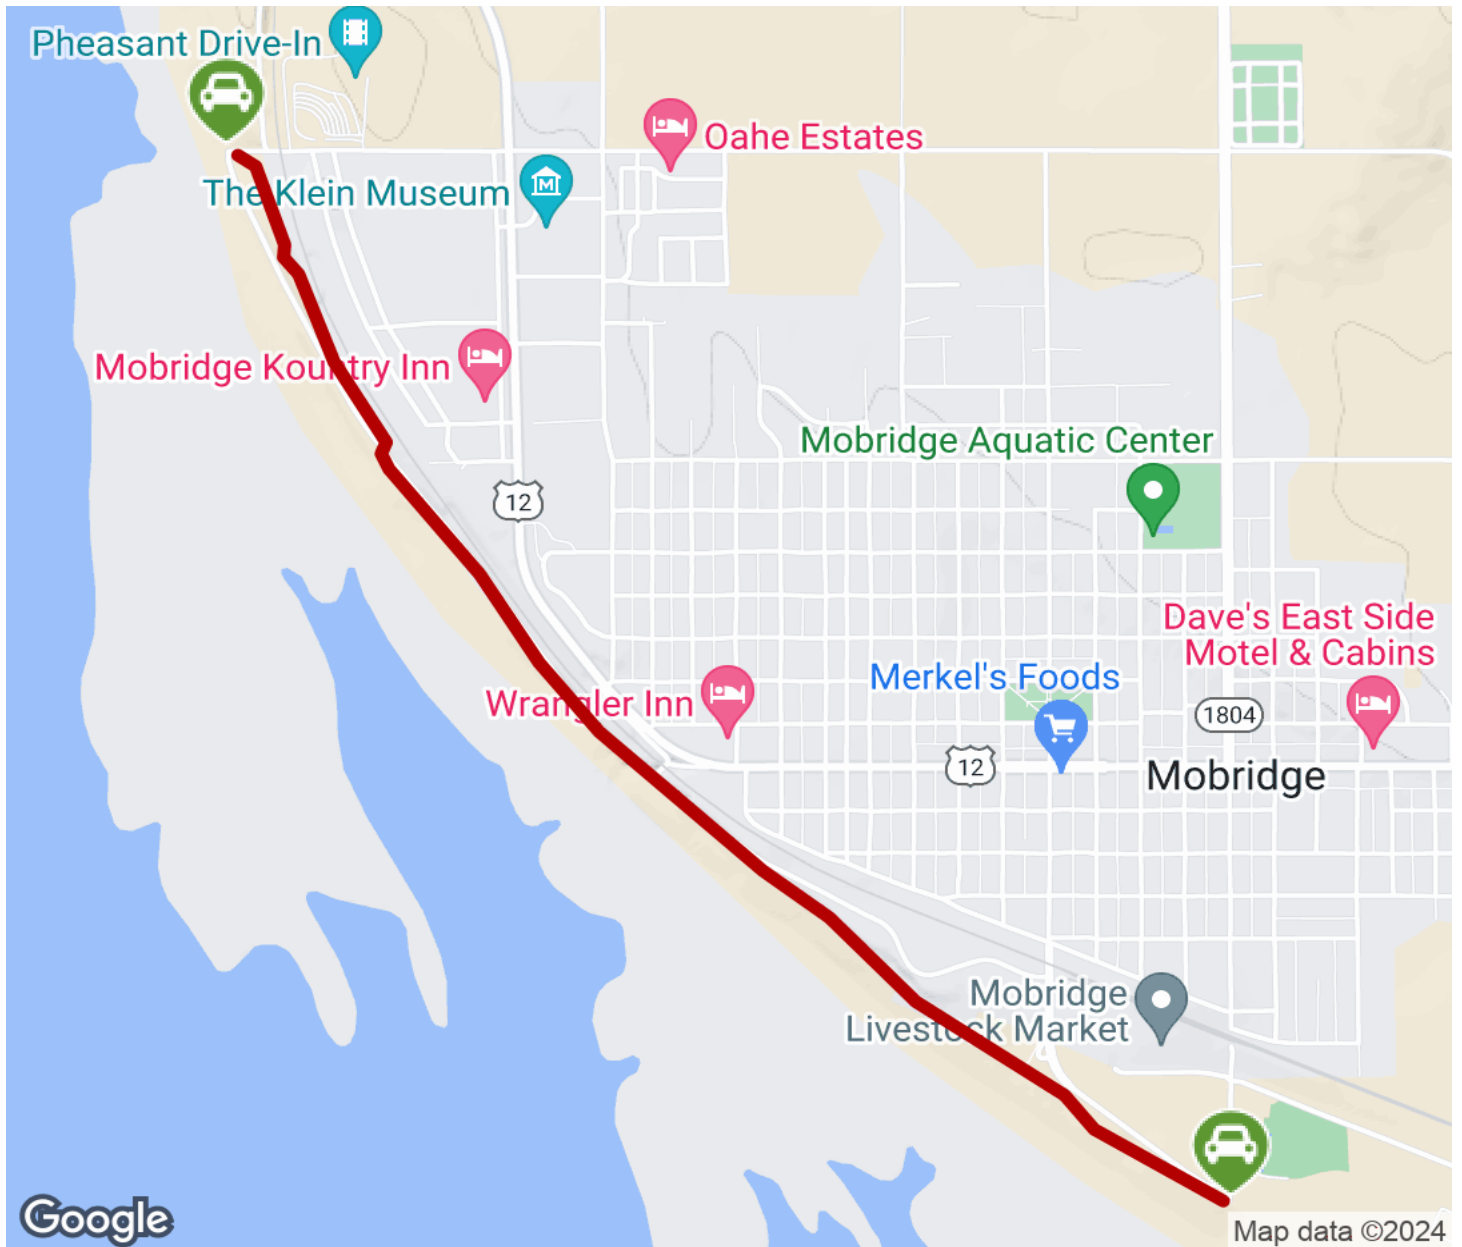 Pheasant Drive-In
Oahe Estates
The Klein Museum
M
Mobridge Kountry Inn
Mobridge Aquatic Center
12
Dave's East Side
Motel & Cabins
Merkel's Foods
Wrangler Inn
1804
12
Mobridge
Mobridge
Livestock Market
Google
Map data ©2024